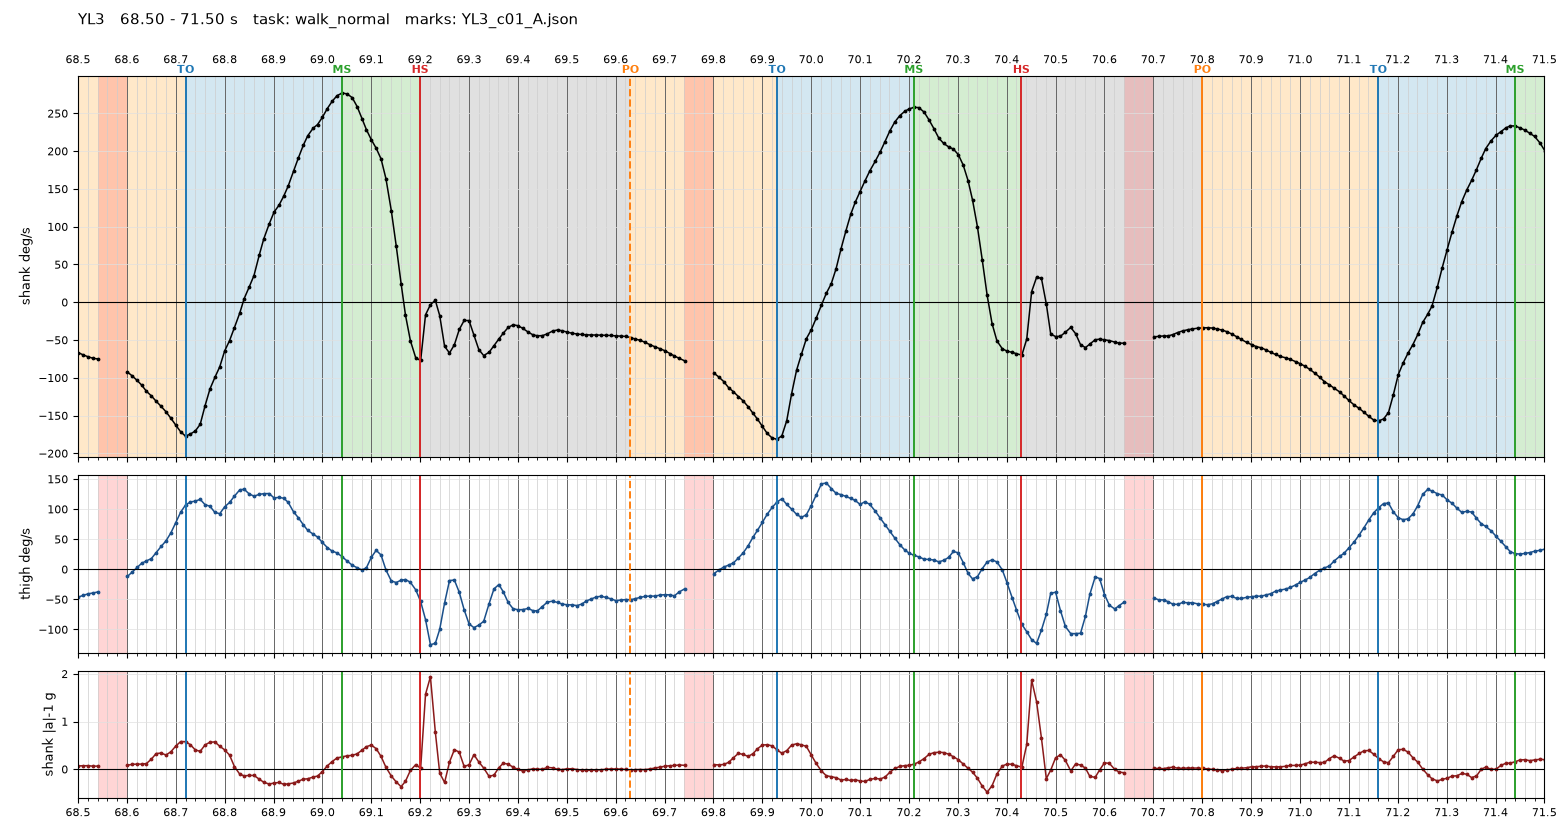 YL3   68.50 - 71.50 s   task: walk_normal   marks: YL3_c01_A.json
68.5 68.6 68.7 68.8 68.9 69.0 69.1 69.2 69.3 69.4 69.5 69.6 69.7 69.8 69.9 70.0 70.1 70.2 70.3 70.4 70.5 70.6 70.7 70.8 70.9 71.0 71.1 71.2 71.3 71.4 71.5
TO MS HS PO TO MS HS PO TO MS
shank deg/s
250
200
150
100
50
0
−50
−100
−150
−200
thigh deg/s
150
100
50
0
−50
−100
shank |a|-1 g
2
1
0
68.5 68.6 68.7 68.8 68.9 69.0 69.1 69.2 69.3 69.4 69.5 69.6 69.7 69.8 69.9 70.0 70.1 70.2 70.3 70.4 70.5 70.6 70.7 70.8 70.9 71.0 71.1 71.2 71.3 71.4 71.5